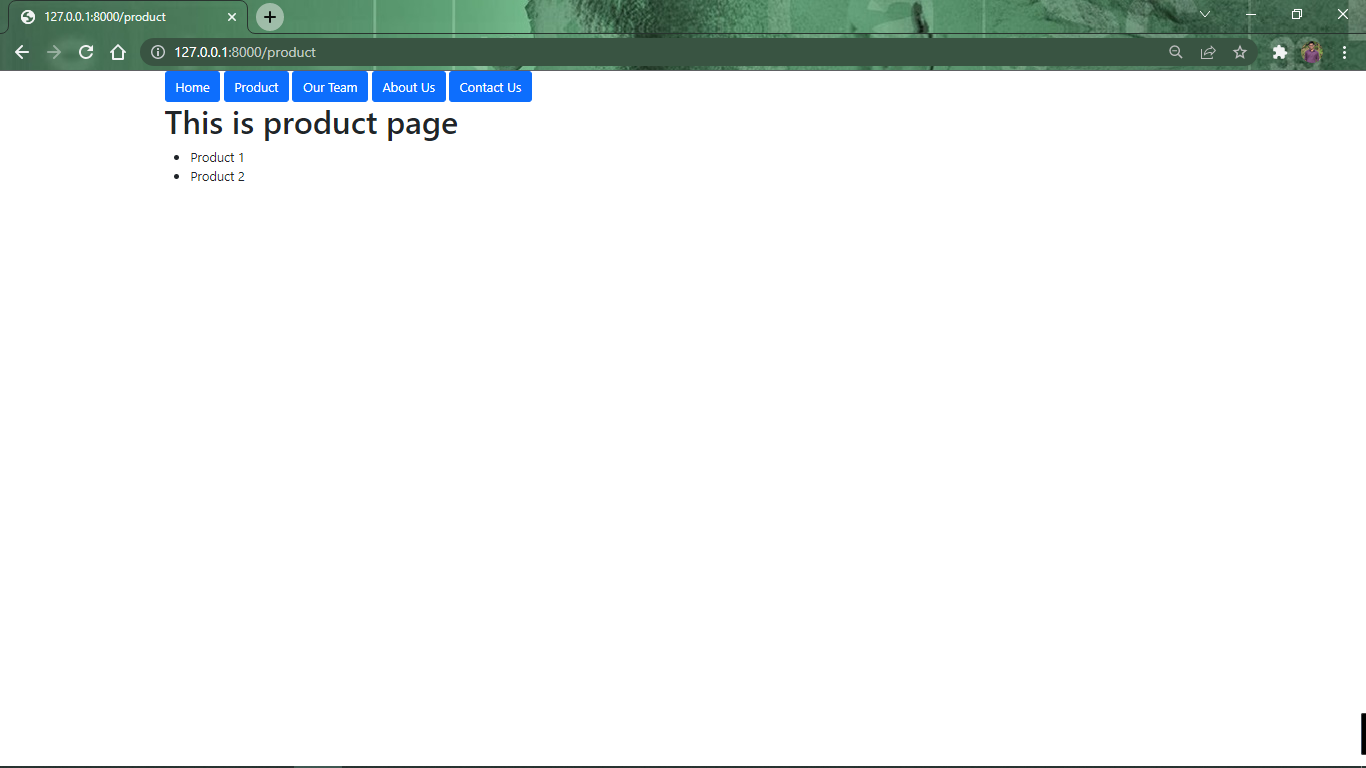 127.0.0.1:8000/product
127.0.0.1:8000/product
Home Product Our Team About Us Contact Us
This is product page
Product 1
Product 2